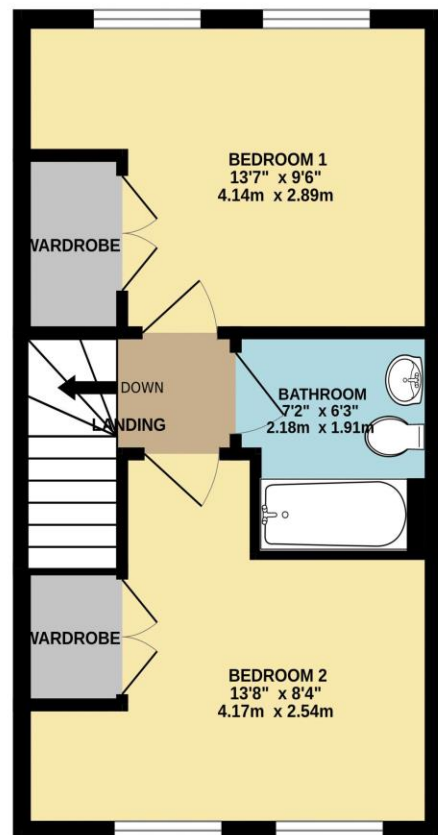 BEDROOM 1
13'7" x 9'6"
4.14m x 2.89m
WARDROBE
DOWN
LANDING
BATHROOM
7'2" x 6'3"
2.18m x 1.91m
WARDROBE
BEDROOM 2
13'8" x 8'4"
4.17m x 2.54m